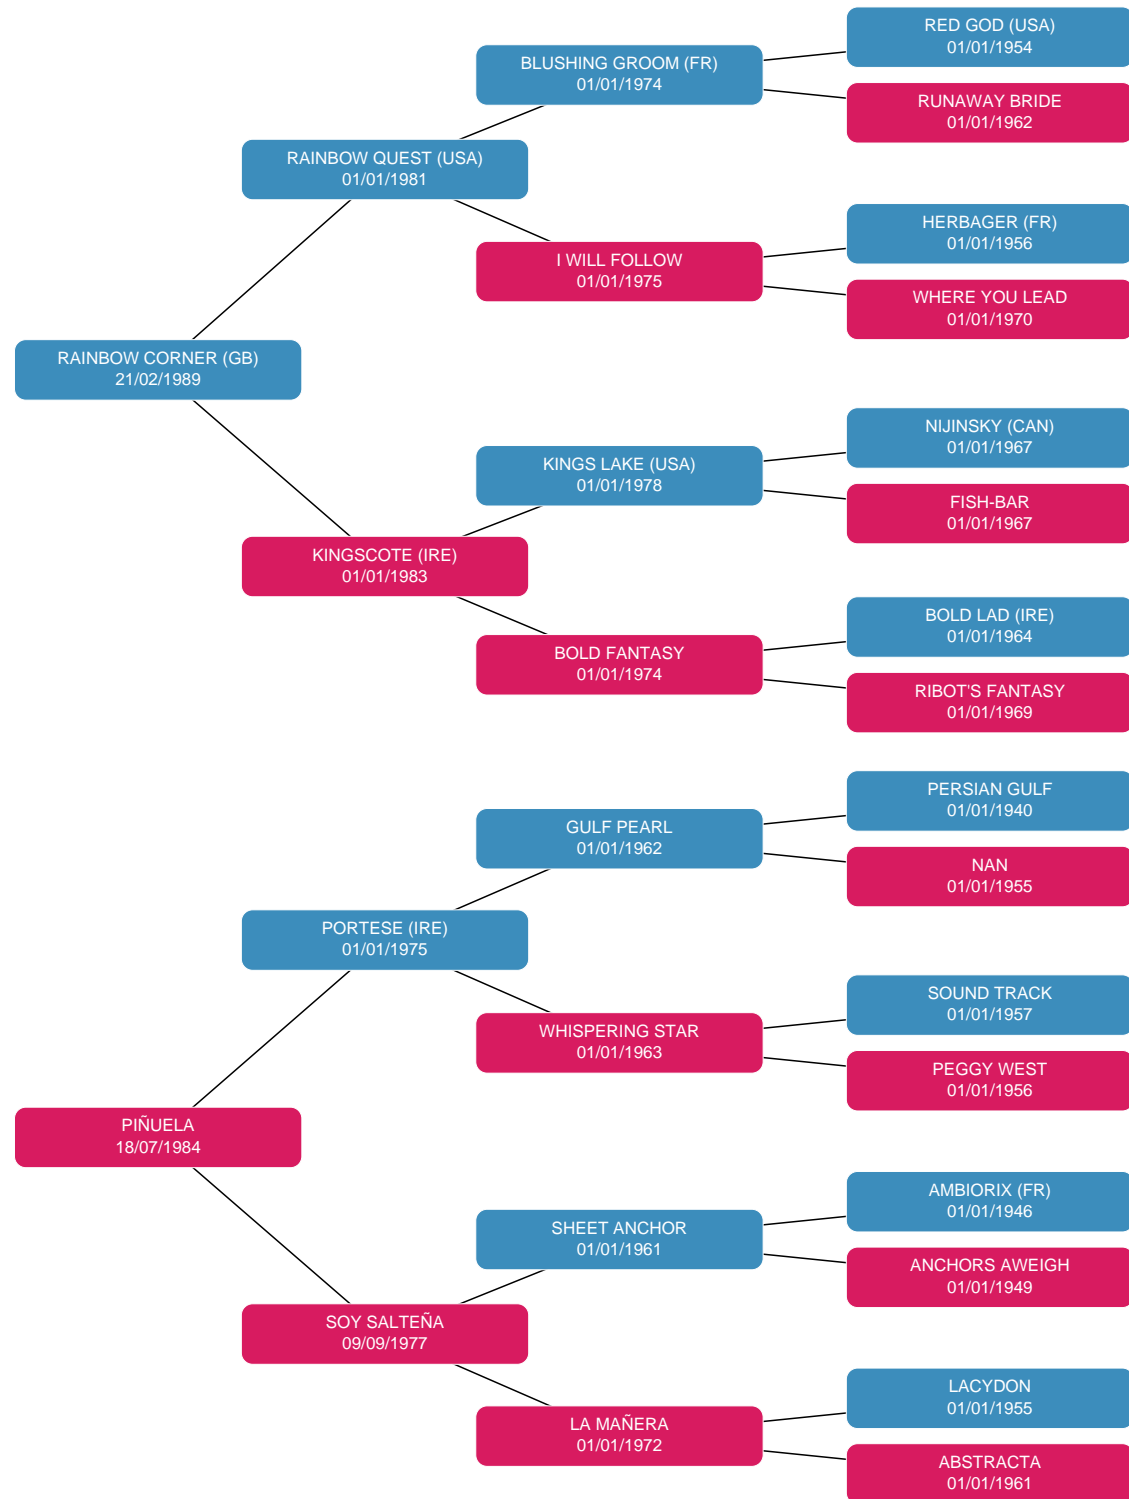 RED GOD (USA)
01/01/1954
BLUSHING GROOM (FR)
01/01/1974
RUNAWAY BRIDE
01/01/1962
RAINBOW QUEST (USA)
01/01/1981
HERBAGER (FR)
01/01/1956
I WILL FOLLOW
01/01/1975
WHERE YOU LEAD
01/01/1970
RAINBOW CORNER (GB)
21/02/1989
NIJINSKY (CAN)
01/01/1967
KINGS LAKE (USA)
01/01/1978
FISH-BAR
01/01/1967
KINGSCOTE (IRE)
01/01/1983
BOLD LAD (IRE)
01/01/1964
BOLD FANTASY
01/01/1974
RIBOT'S FANTASY
01/01/1969
PERSIAN GULF
01/01/1940
GULF PEARL
01/01/1962
NAN
01/01/1955
PORTESE (IRE)
01/01/1975
SOUND TRACK
01/01/1957
WHISPERING STAR
01/01/1963
PEGGY WEST
01/01/1956
PIÑUELA
18/07/1984
AMBIORIX (FR)
01/01/1946
SHEET ANCHOR
01/01/1961
ANCHORS AWEIGH
01/01/1949
SOY SALTEÑA
09/09/1977
LACYDON
01/01/1955
LA MAÑERA
01/01/1972
ABSTRACTA
01/01/1961